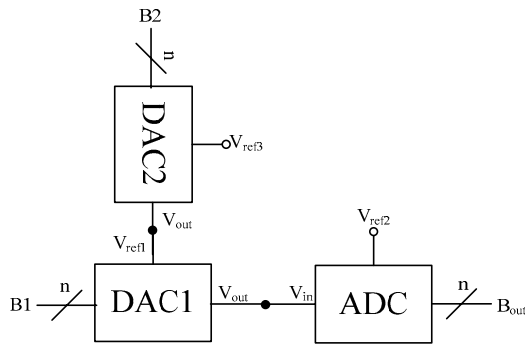 B2
n
DAC2
Vref3
Vout
Vref1
Vref2
B1
n
DAC1
Vout
Vin
ADC
n
Bout